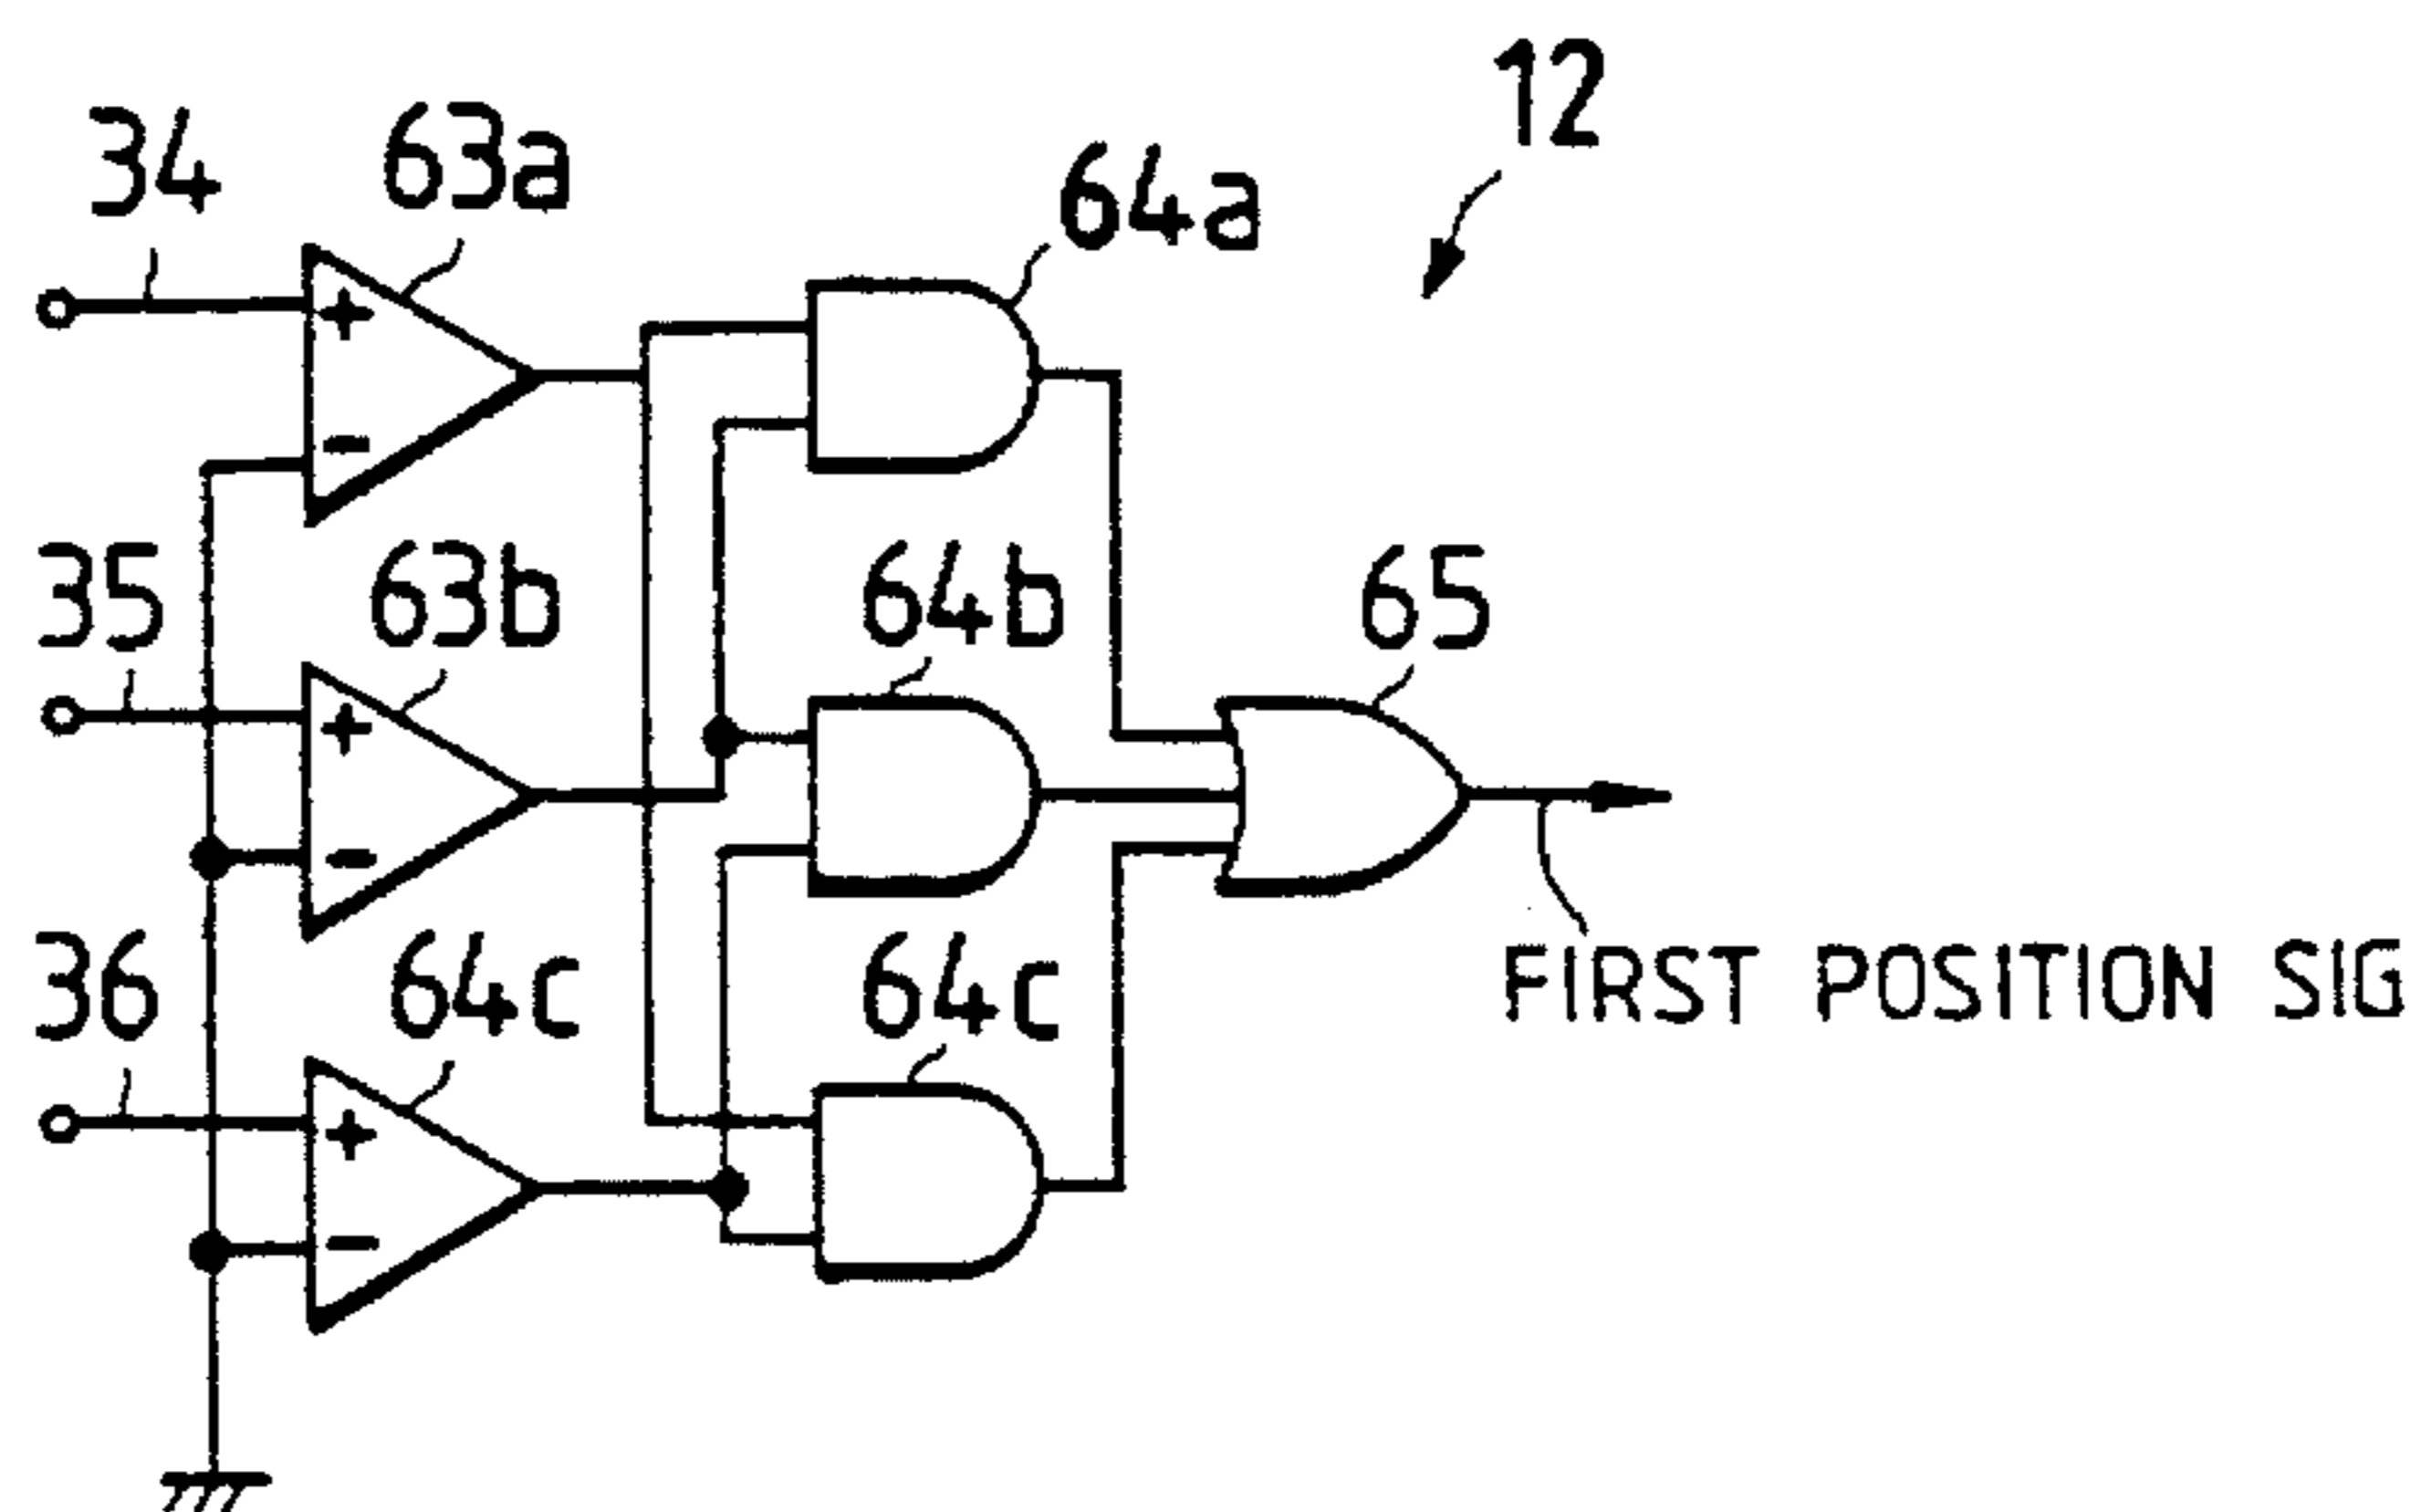 12
34
63a
64a
+
-
35
63b
64b
65
+
-
36
64c
64c
FIRST POSITION SIG
+
-